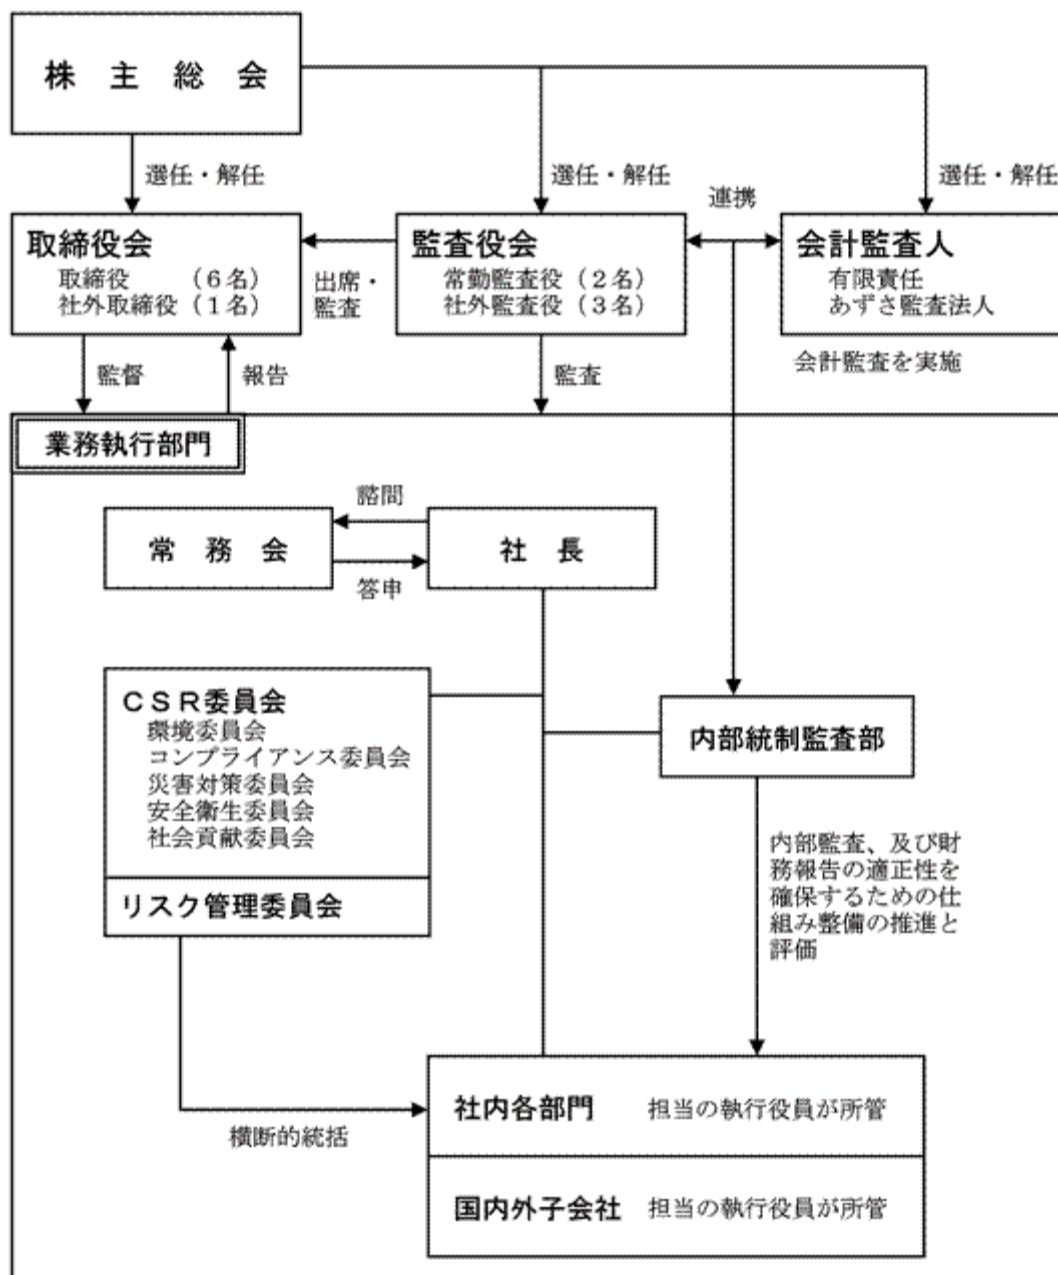 株主総会
選任・解任
選任・解任
選任・解任
連携
取締役会
取締役 (6名)
社外取締役(1名)
出席・
監査
監査役会
常勤監査役(2名)
社外監査役(3名)
会計監査人
有限責任
あずさ監査法人
会計監査を実施
監督
報告
監査
業務執行部門
諮問
常務会
社長
答申
CSR委員会
環境委員会
コンプライアンス委員会
災害対策委員会
安全衛生委員会
社会貢献委員会
リスク管理委員会
内部統制監査部
内部監査、及び財
務報告の適正性を
確保するための仕
組み整備の推進と
評価
横断的統括
社内各部門 担当の執行役員が所管
国内外子会社 担当の執行役員が所管